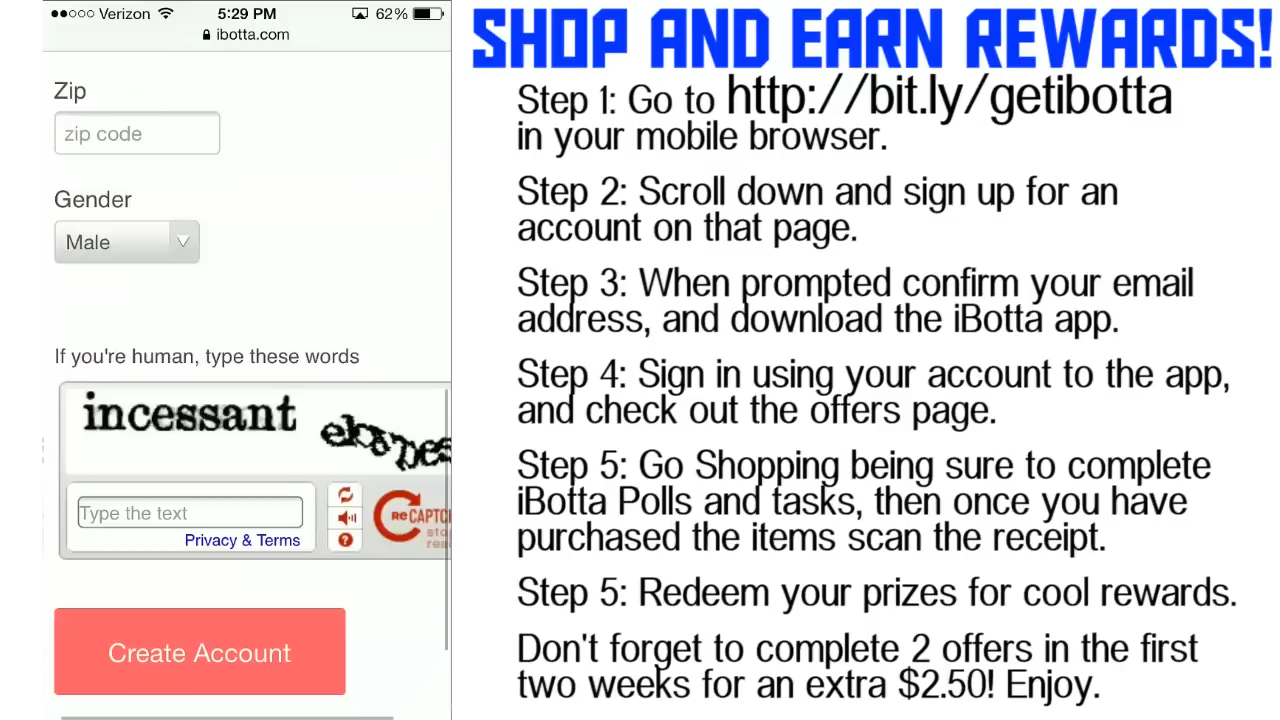 Verizon 5:29 PM 62%
ibotta.com
Zip
zip code
Gender
Male
If you're human, type these words
incessant
Type the text
Privacy & Terms
Create Account
SHOP AND EARN REWARDS!
Step 1: Go to http://bit.ly/getibotta
in your mobile browser.
Step 2: Scroll down and sign up for an
account on that page.
Step 3: When prompted confirm your email
address, and download the iBotta app.
Step 4: Sign in using your account to the app,
and check out the offers page.
Step 5: Go Shopping being sure to complete
iBotta Polls and tasks, then once you have
purchased the items scan the receipt.
Step 5: Redeem your prizes for cool rewards.
Don't forget to complete 2 offers in the first
two weeks for an extra $2.50! Enjoy.